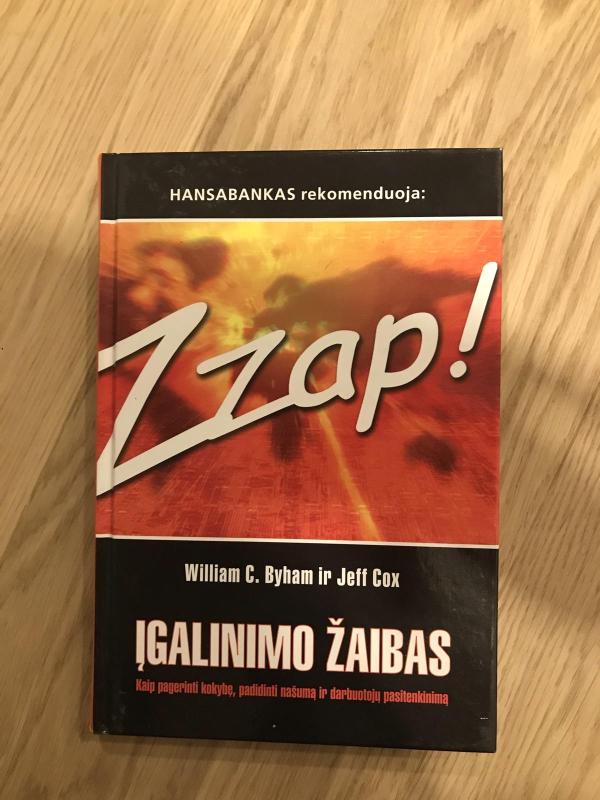 HANSABANKAS rekomenduoja:
Zzap!
William C. Byham ir Jeff Cox
ĮGALINIMO ŽAIBAS
Kaip pagerinti kokybę, padidinti našumą ir darbuotojų pasitenkinimą